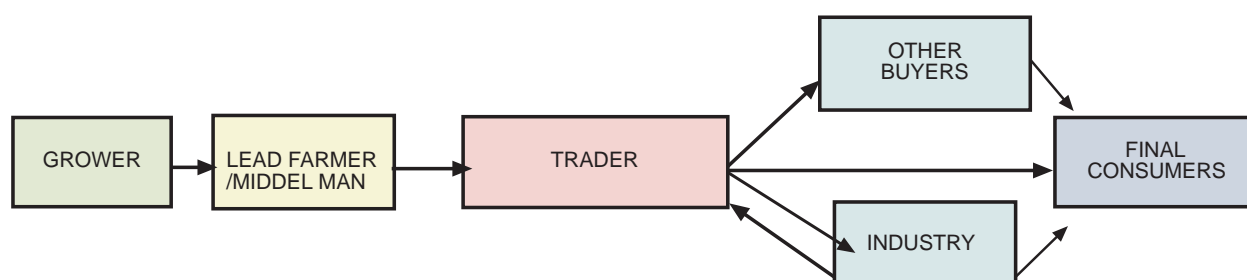 GROWER
LEAD FARMER
/MIDDEL MAN
TRADER
OTHER
BUYERS
INDUSTRY
FINAL
CONSUMERS